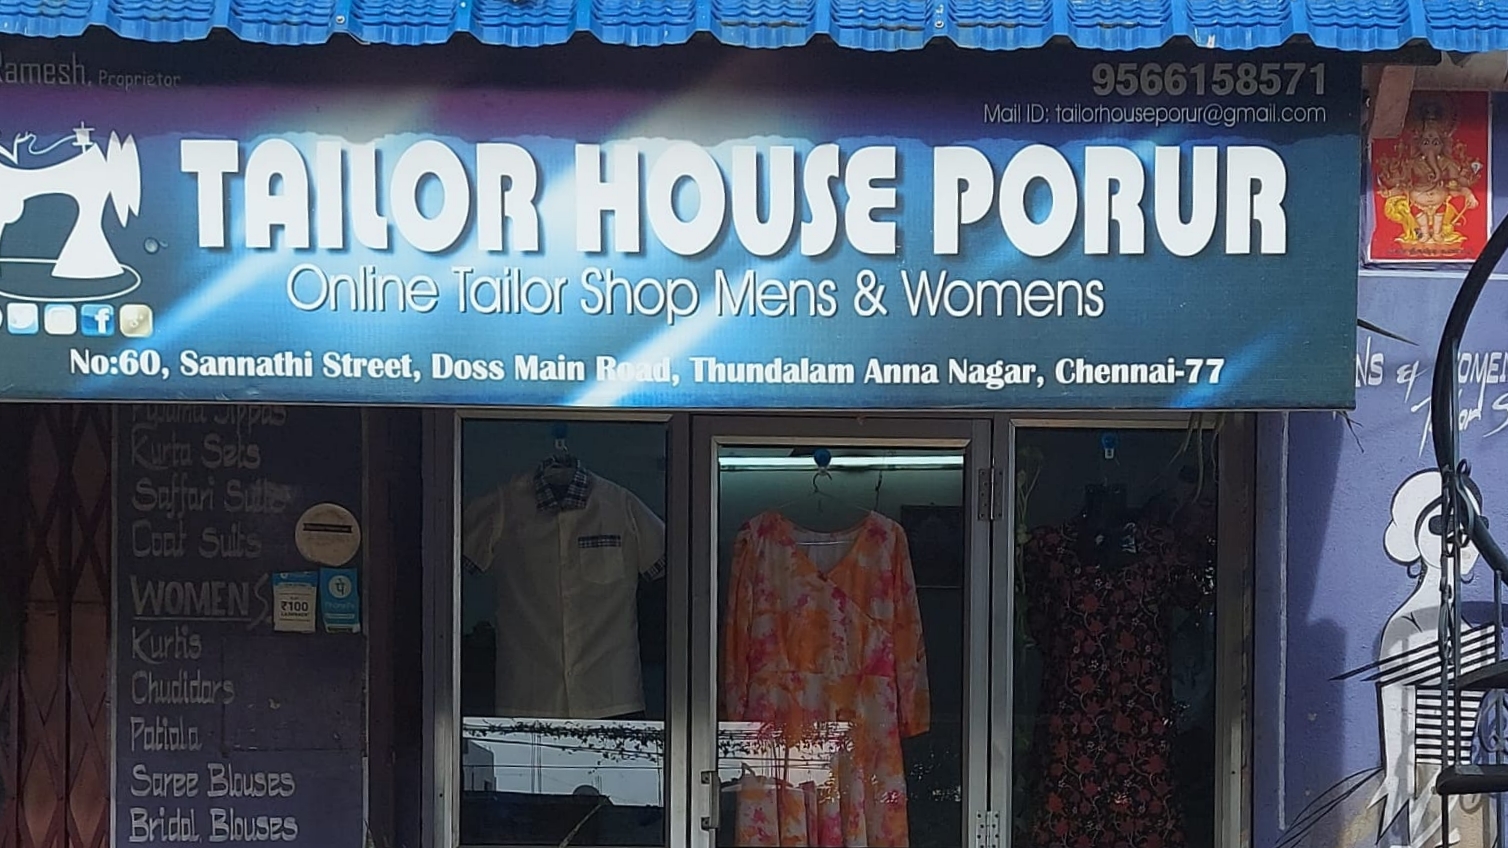 Ramesh, Proprietor
9566158571
Mail ID: tailorhouseporur@gmail.com
TAILOR HOUSE PORUR
Online Tailor Shop Mens & Womens
No:60, Sannathi Street, Doss Main Road, Thundalam Anna Nagar, Chennai-77
Kurta Sets
Saffari Suits
Coat Suits
WOMENS
₹100
Kurtis
Chudidars
Patiala
Saree Blouses
Bridal Blouses